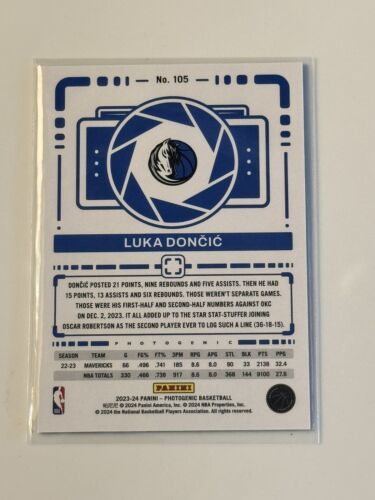 No. 105
LUKA DONČIĆ
DONČIĆ POSTED 21 POINTS, NINE REBOUNDS AND FIVE ASSISTS. THEN HE HAD
15 POINTS, 13 ASSISTS AND SIX REBOUNDS. THOSE WEREN'T SEPARATE GAMES.
THOSE WERE HIS FIRST-HALF AND SECOND-HALF NUMBERS AGAINST OKC
ON DEC. 2, 2023. IT ALL ADDED UP TO THE STAR STAT-STUFFER JOINING
OSCAR ROBERTSON AS THE SECOND PLAYER EVER TO LOG SUCH A LINE (36-18-15).
PHOTOGENIC
SEASON TEAM G FG% FT% 3PM RPG APG STL BLK PTS PPG
22-23 MAVERICKS 66 .496 .741 185 8.6 8.0 90 33 2138 32.4
NBA TOTALS 330 .466 .738 917 8.6 8.0 368 144 9100 27.6
PANINI
2023-24 PANINI – PHOTOGENIC BASKETBALL
© 2024 Panini America, Inc. © 2024 NBA Properties, Inc.
© 2024 the National Basketball Players Association. All rights reserved.